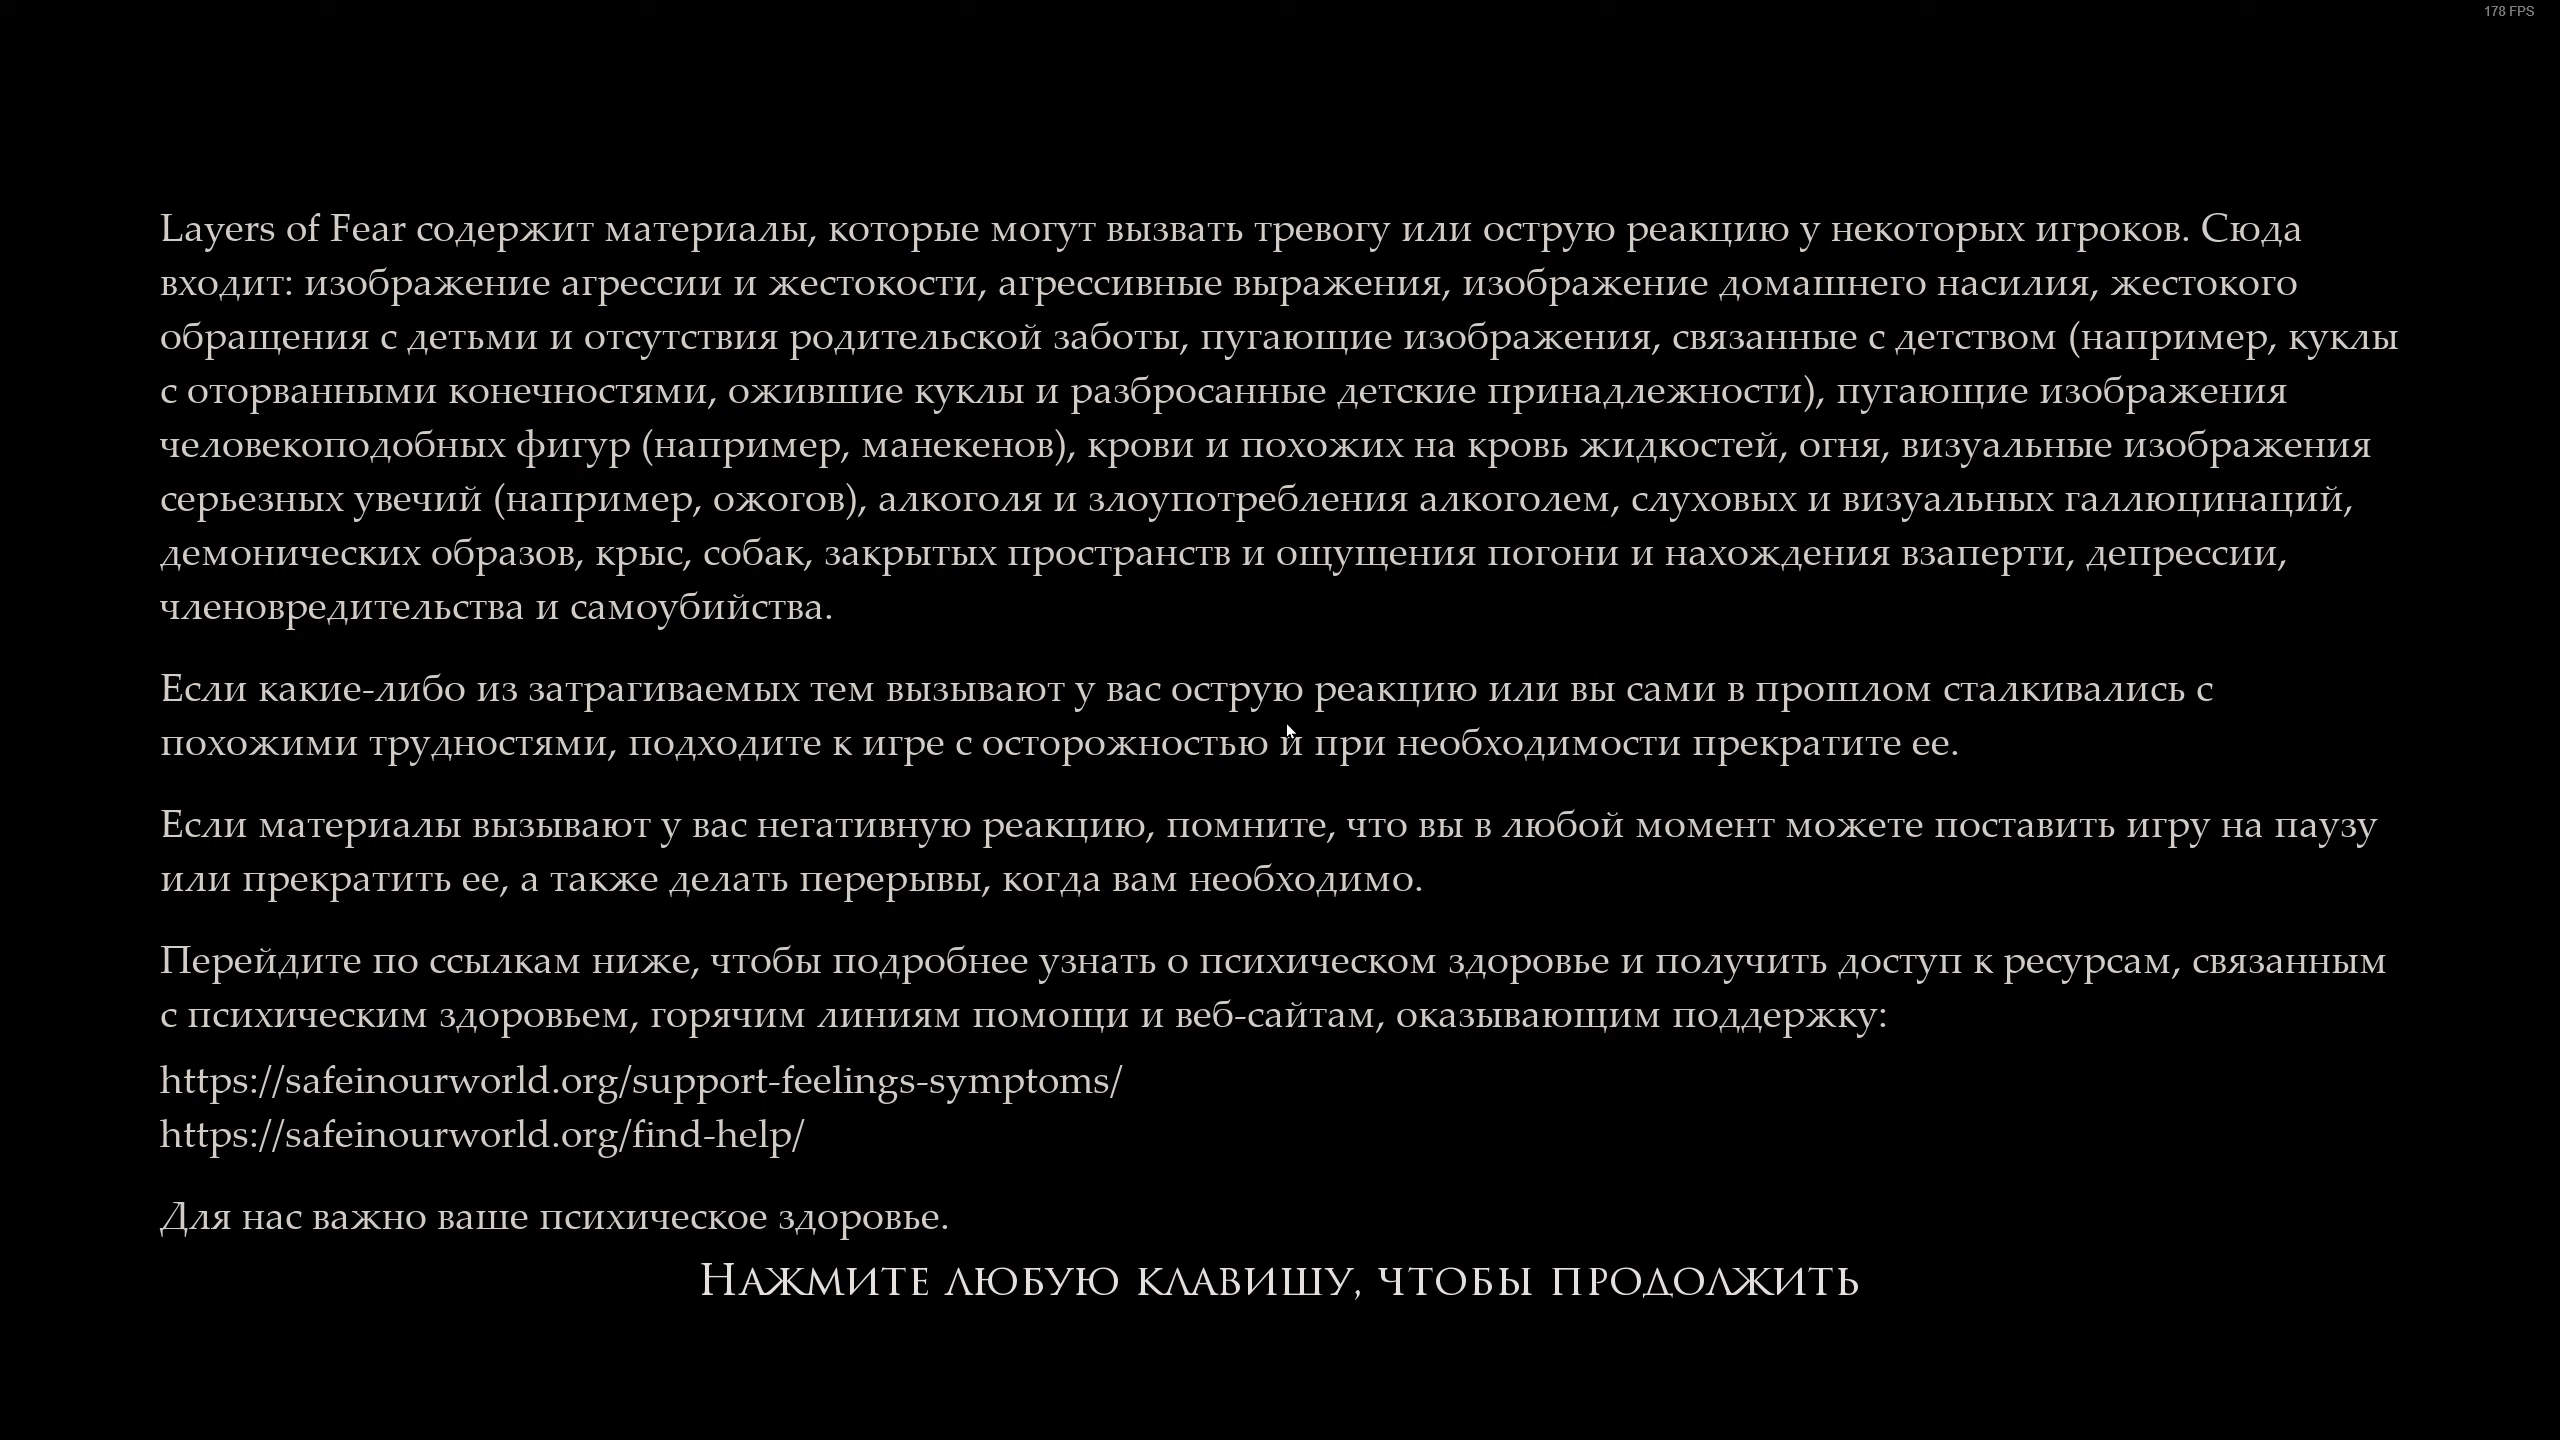 178 FPS
Layers of Fear содержит материалы, которые могут вызвать тревогу или острую реакцию у некоторых игроков. Сюда
входит: изображение агрессии и жестокости, агрессивные выражения, изображение домашнего насилия, жестокого
обращения с детьми и отсутствия родительской заботы, пугающие изображения, связанные с детством (например, куклы
с оторванными конечностями, ожившие куклы и разбросанные детские принадлежности), пугающие изображения
человекоподобных фигур (например, манекенов), крови и похожих на кровь жидкостей, огня, визуальные изображения
серьезных увечий (например, ожогов), алкоголя и злоупотребления алкоголем, слуховых и визуальных галлюцинаций,
демонических образов, крыс, собак, закрытых пространств и ощущения погони и нахождения взаперти, депрессии,
членовредительства и самоубийства.
Если какие-либо из затрагиваемых тем вызывают у вас острую реакцию или вы сами в прошлом сталкивались с
похожими трудностями, подходите к игре с осторожностью и при необходимости прекратите ее.
Если материалы вызывают у вас негативную реакцию, помните, что вы в любой момент можете поставить игру на паузу
или прекратить ее, а также делать перерывы, когда вам необходимо.
Перейдите по ссылкам ниже, чтобы подробнее узнать о психическом здоровье и получить доступ к ресурсам, связанным
с психическим здоровьем, горячим линиям помощи и веб-сайтам, оказывающим поддержку:
https://safeinourworld.org/support-feelings-symptoms/
https://safeinourworld.org/find-help/
Для нас важно ваше психическое здоровье.
Нажмите любую клавишу, чтобы продолжить